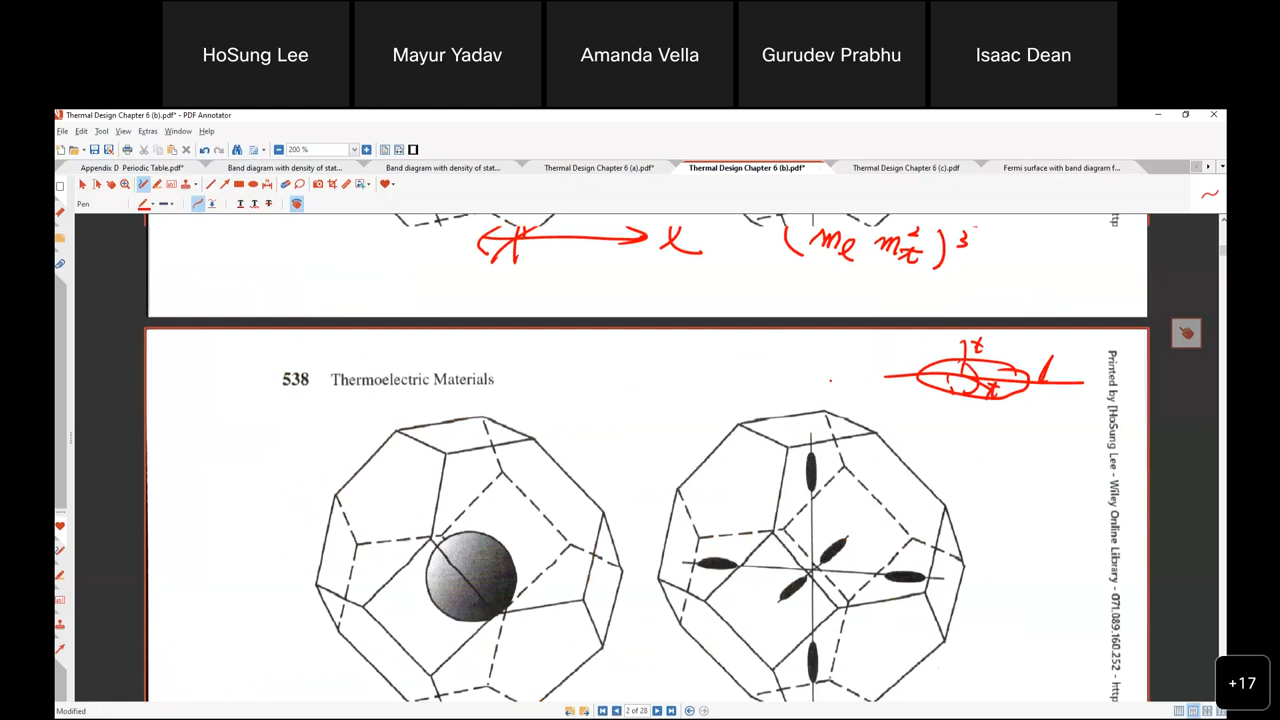 HoSung Lee
Mayur Yadav
Amanda Vella
Gurudev Prabhu
Isaac Dean
Thermal Design Chapter 6 (b).pdf* - PDF Annotator
File Edit Tool View Extras Window Help
200 %
Appendix D Periodic Table.pdf*
Band diagram with density of stat...
Band diagram with density of stat...
Thermal Design Chapter 6 (a).pdf*
Thermal Design Chapter 6 (b).pdf*
Thermal Design Chapter 6 (c).pdf
Fermi surface with band diagram f...
Pen
l
(mℓ m²t)3
538 Thermoelectric Materials
t
t
l
Printed by [HoSung Lee - Wiley Online Library - 071.089.160.252 - http
+17
Modified
2 of 28